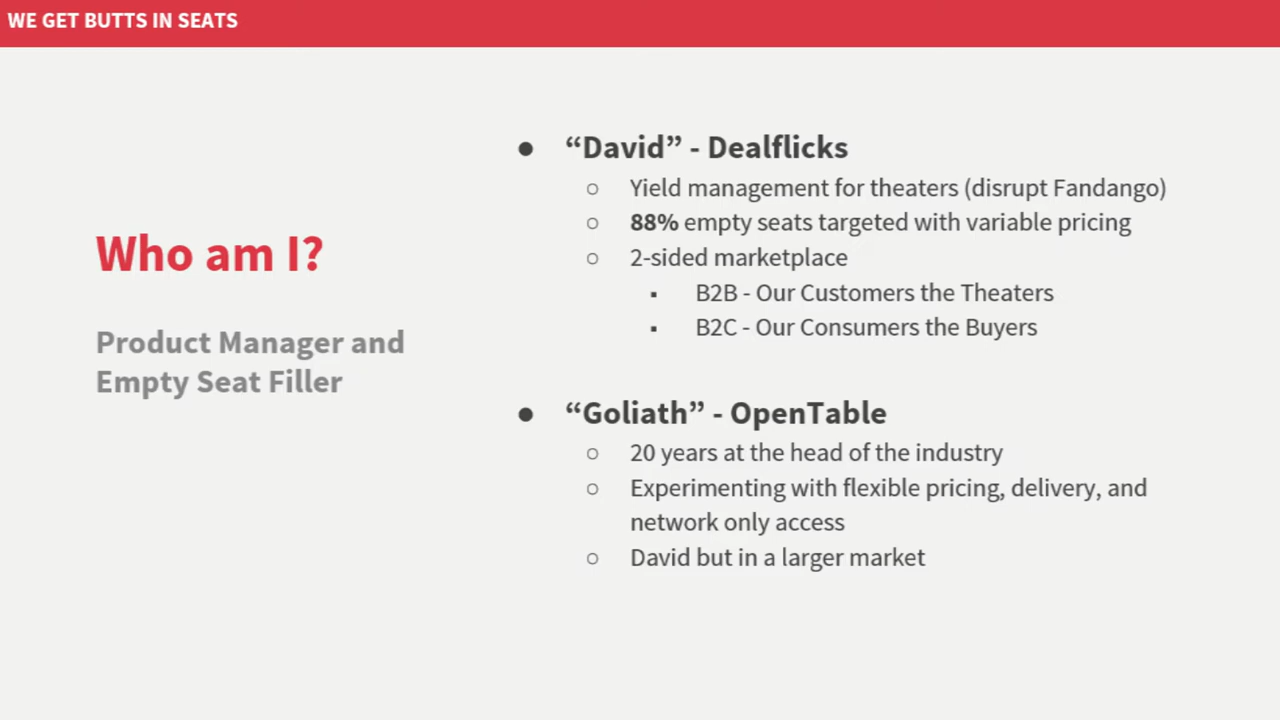 WE GET BUTTS IN SEATS
Who am I?
Product Manager and
Empty Seat Filler
● “David” - Dealflicks
○ Yield management for theaters (disrupt Fandango)
○ 88% empty seats targeted with variable pricing
○ 2-sided marketplace
▪ B2B - Our Customers the Theaters
▪ B2C - Our Consumers the Buyers
● “Goliath” - OpenTable
○ 20 years at the head of the industry
○ Experimenting with flexible pricing, delivery, and
network only access
○ David but in a larger market